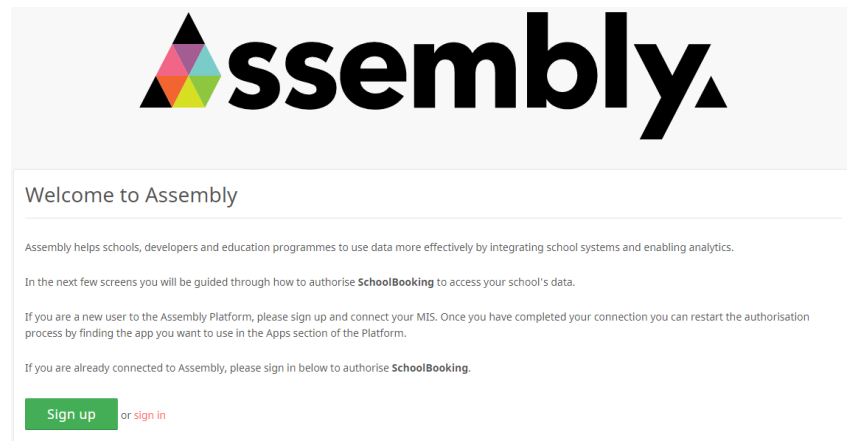 Assembly
Welcome to Assembly
Assembly helps schools, developers and education programmes to use data more effectively by integrating school systems and enabling analytics.
In the next few screens you will be guided through how to authorise SchoolBooking to access your school's data.
If you are a new user to the Assembly Platform, please sign up and connect your MIS. Once you have completed your connection you can restart the authorisation
process by finding the app you want to use in the Apps section of the Platform.
If you are already connected to Assembly, please sign in below to authorise SchoolBooking.
Sign up or sign in